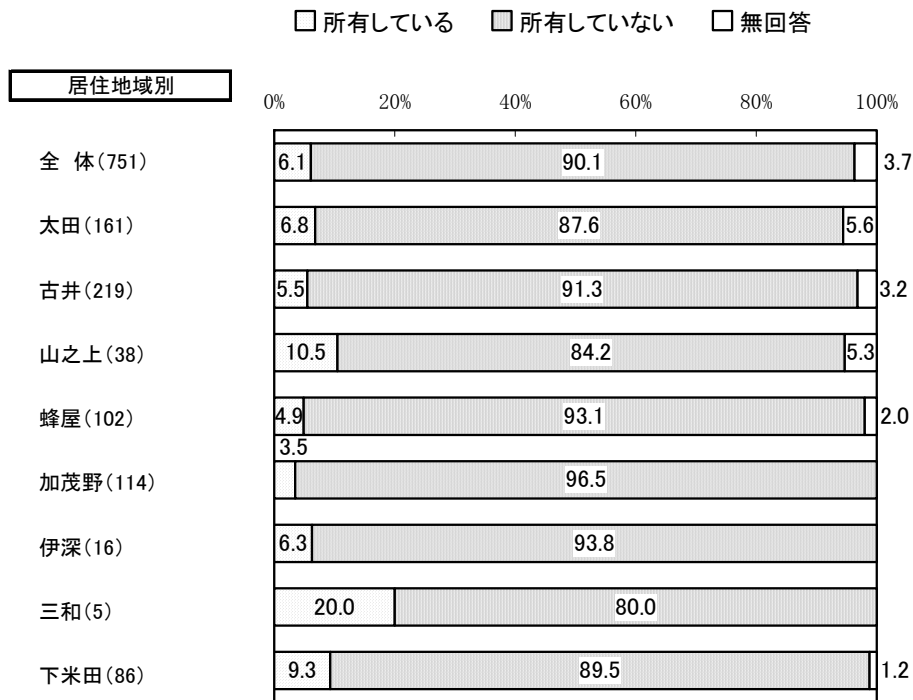 所有している 所有していない 無回答
居住地域別
0% 20% 40% 60% 80% 100%
全 体(751) 6.1 90.1 3.7
太田(161) 6.8 87.6 5.6
古井(219) 5.5 91.3 3.2
山之上(38) 10.5 84.2 5.3
蜂屋(102) 4.9 93.1 2.0
3.5
加茂野(114) 96.5
伊深(16) 6.3 93.8
三和(5) 20.0 80.0
下米田(86) 9.3 89.5 1.2